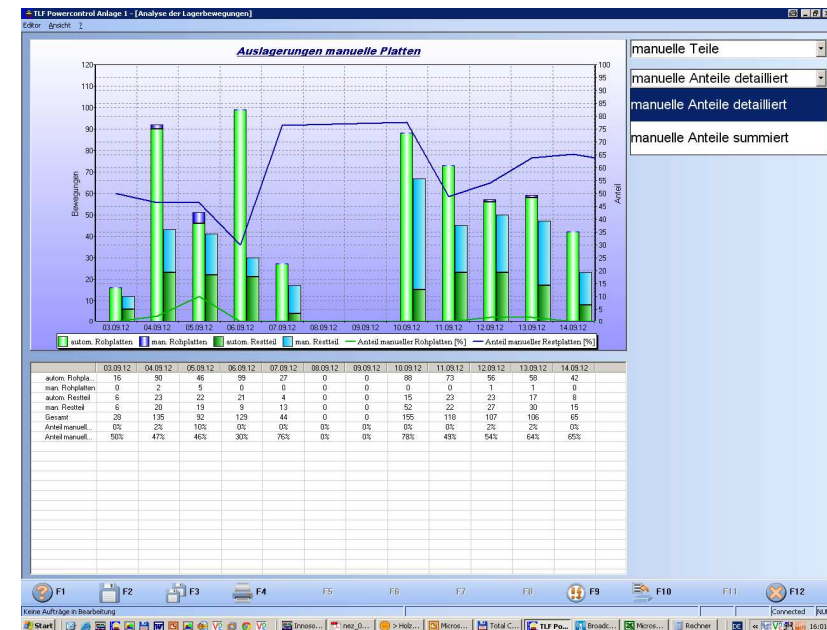 TLF Powercontrol Anlage 1 - [Analyse der Lagerbewegungen]
Editor Ansicht ?
Auslagerungen manuelle Platten
manuelle Teile
manuelle Anteile detailliert
manuelle Anteile detailliert
manuelle Anteile summiert
Bewegungen
120
110
100
90
80
70
60
50
40
30
20
10
0
Anteil
100
95
90
85
80
75
70
65
60
55
50
45
40
35
30
25
20
15
10
5
0
03.09.12 04.09.12 05.09.12 06.09.12 07.09.12 08.09.12 09.09.12 10.09.12 11.09.12 12.09.12 13.09.12 14.09.12
autom. Rohplatten man. Rohplatten autom. Restteil man. Restteil Anteil manueller Rohplatten [%] Anteil manueller Restplatten [%]
03.09.12 04.09.12 05.09.12 06.09.12 07.09.12 08.09.12 09.09.12 10.09.12 11.09.12 12.09.12 13.09.12 14.09.12
autom. Rohpla... 16 90 46 99 27 0 0 88 73 56 58 42
man. Rohplatten 0 2 5 0 0 0 0 0 0 1 1 0
autom. Restteil 6 23 22 21 4 0 0 15 23 23 17 8
man. Restteil 6 20 19 9 13 0 0 52 22 27 30 15
Gesamt 28 135 92 129 44 0 0 155 118 107 106 65
Anteil manuell... 0% 2% 10% 0% 0% 0% 0% 0% 0% 2% 2% 0%
Anteil manuell... 50% 47% 46% 30% 76% 0% 0% 78% 49% 54% 64% 65%
F1 F2 F3 F4 F5 F6 F7 F8 F9 F10 F11 F12
Keine Aufträge in Bearbeitung Connected NUM
Start Innoso... nez_0... > Holz... Micros... Total C... TLF Po... Broadc... Micros... Rechner DE 16:01